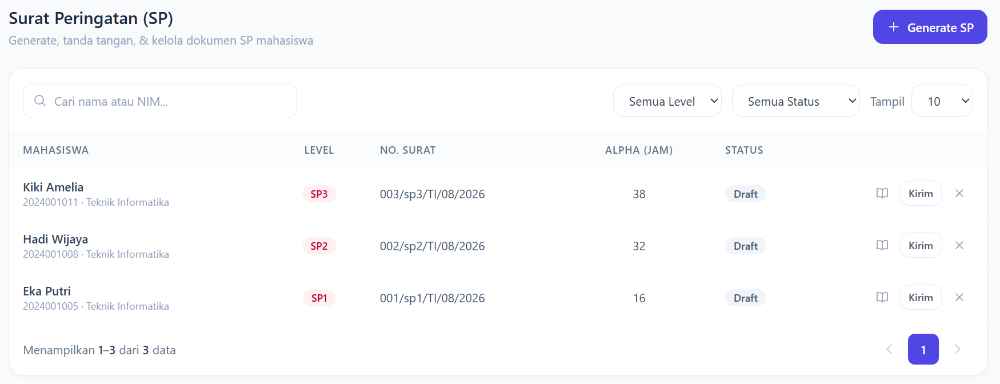 Surat Peringatan (SP)
Generate, tanda tangan, & kelola dokumen SP mahasiswa
+ Generate SP
Cari nama atau NIM...
Semua Level
Semua Status
Tampil
10
MAHASISWA LEVEL NO. SURAT ALPHA (JAM) STATUS
Kiki Amelia
2024001011 · Teknik Informatika
SP3
003/sp3/TI/08/2026
38
Draft
Kirim
Hadi Wijaya
2024001008 · Teknik Informatika
SP2
002/sp2/TI/08/2026
32
Draft
Kirim
Eka Putri
2024001005 · Teknik Informatika
SP1
001/sp1/TI/08/2026
16
Draft
Kirim
Menampilkan 1–3 dari 3 data
1